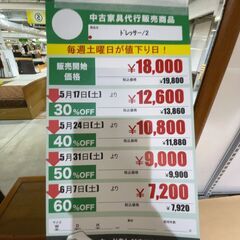 中古家具代行販売商品
ドレッサー/2
毎週土曜日が値下り日!
販売開始価格 ¥18,000
税込価格 ¥19,800
5月17日(土)より
30%OFF ¥12,600
税込価格 ¥13,860
5月24日(土)より
40%OFF ¥10,800
税込価格 ¥11,880
5月31日(土)より
50%OFF ¥9,000
税込価格 ¥9,900
6月7日(土)より
60%OFF ¥7,200
税込価格 ¥7,920